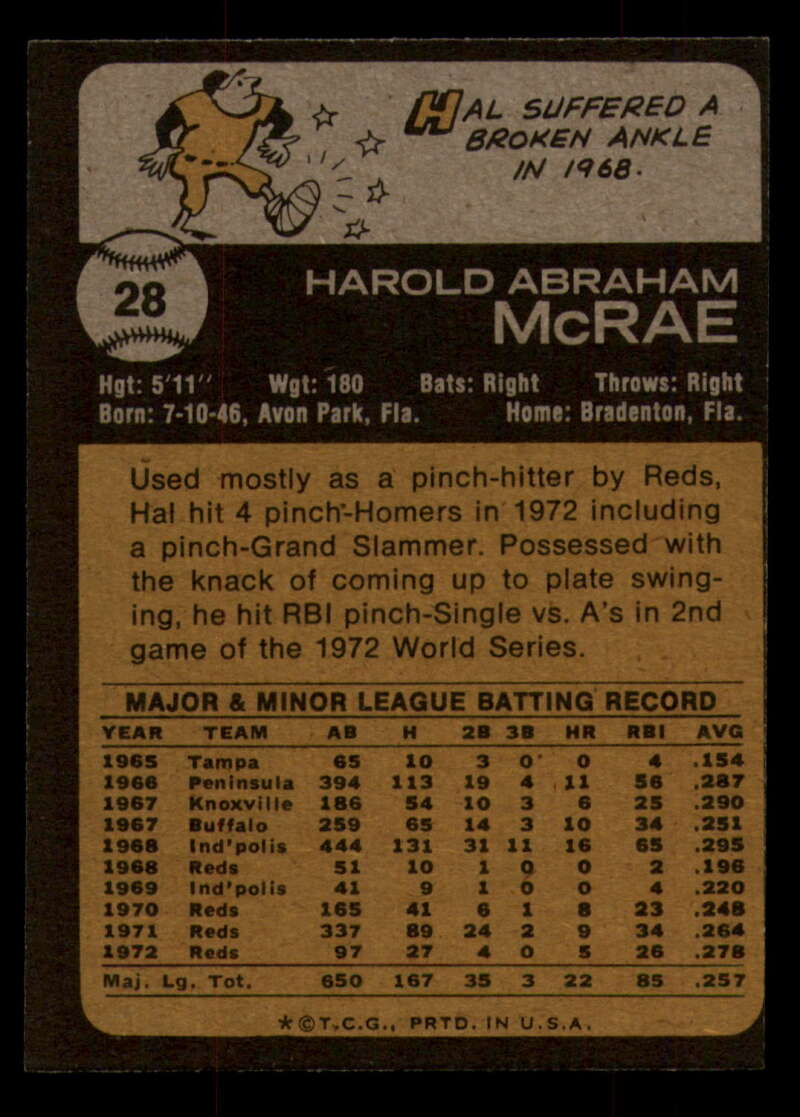 HAL SUFFERED A
BROKEN ANKLE
IN 1968.
28
HAROLD ABRAHAM
McRAE
Hgt: 5'11" Wgt: 180 Bats: Right Throws: Right
Born: 7-10-46, Avon Park, Fla. Home: Bradenton, Fla.
Used mostly as a pinch-hitter by Reds,
Hal hit 4 pinch-Homers in 1972 including
a pinch-Grand Slammer. Possessed with
the knack of coming up to plate swing-
ing, he hit RBI pinch-Single vs. A's in 2nd
game of the 1972 World Series.
MAJOR & MINOR LEAGUE BATTING RECORD
YEAR TEAM AB H 2B 3B HR RBI AVG
1965 Tampa 65 10 3 0 0 4 .154
1966 Peninsula 394 113 19 4 11 56 .287
1967 Knoxville 186 54 10 3 6 25 .290
1967 Buffalo 259 65 14 3 10 34 .251
1968 Ind'polis 444 131 31 11 16 65 .295
1968 Reds 51 10 1 0 0 2 .196
1969 Ind'polis 41 9 1 0 0 4 .220
1970 Reds 165 41 6 1 8 23 .248
1971 Reds 337 89 24 2 9 34 .264
1972 Reds 97 27 4 0 5 26 .278
Maj. Lg. Tot. 650 167 35 3 22 85 .257
*©T.C.G., PRTD. IN U.S.A.